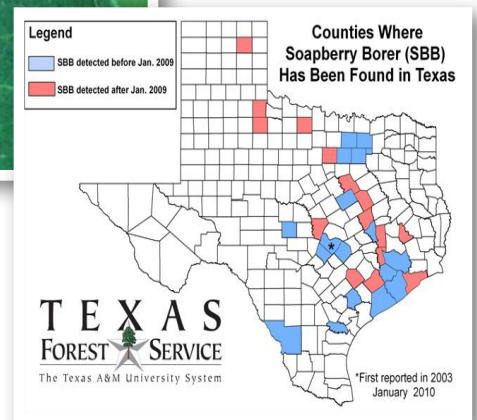 Counties Where
Soapberry Borer (SBB)
Has Been Found in Texas
Legend
SBB detected before Jan. 2009
SBB detected after Jan. 2009
*
TEXAS
FOREST SERVICE
The Texas A&M University System
*First reported in 2003
January 2010